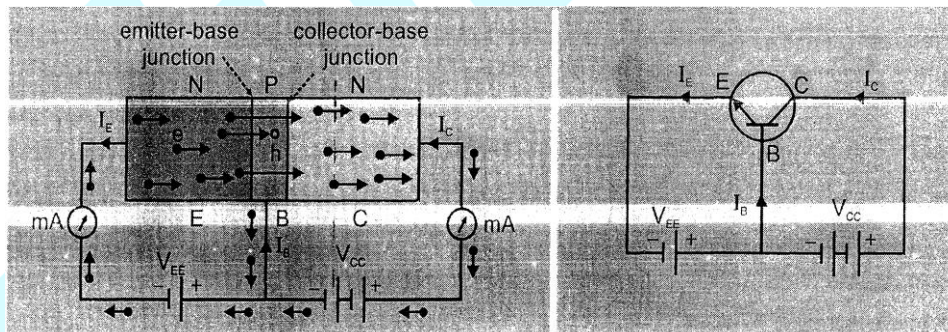 emitter-base junction
collector-base junction
N P N
I_E
e
h
I_C
mA
E B C
mA
I_B
V_EE
− +
V_CC
− +
I_E
E
C
I_C
B
I_B
V_EE
− +
V_CC
− +